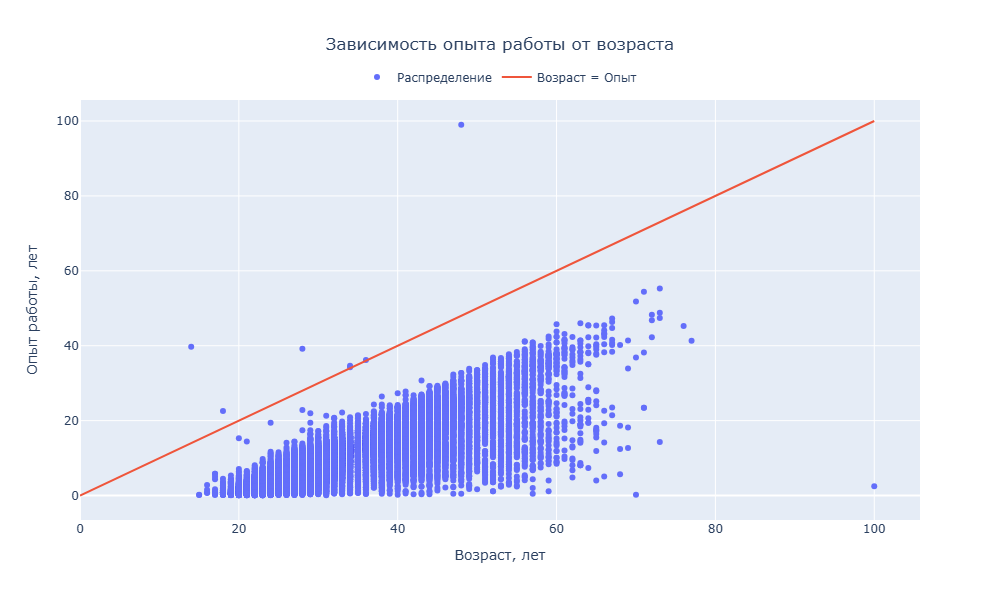 Зависимость опыта работы от возраста
Распределение
Возраст = Опыт
Опыт работы, лет
100
80
60
40
20
0
0
20
40
60
80
100
Возраст, лет